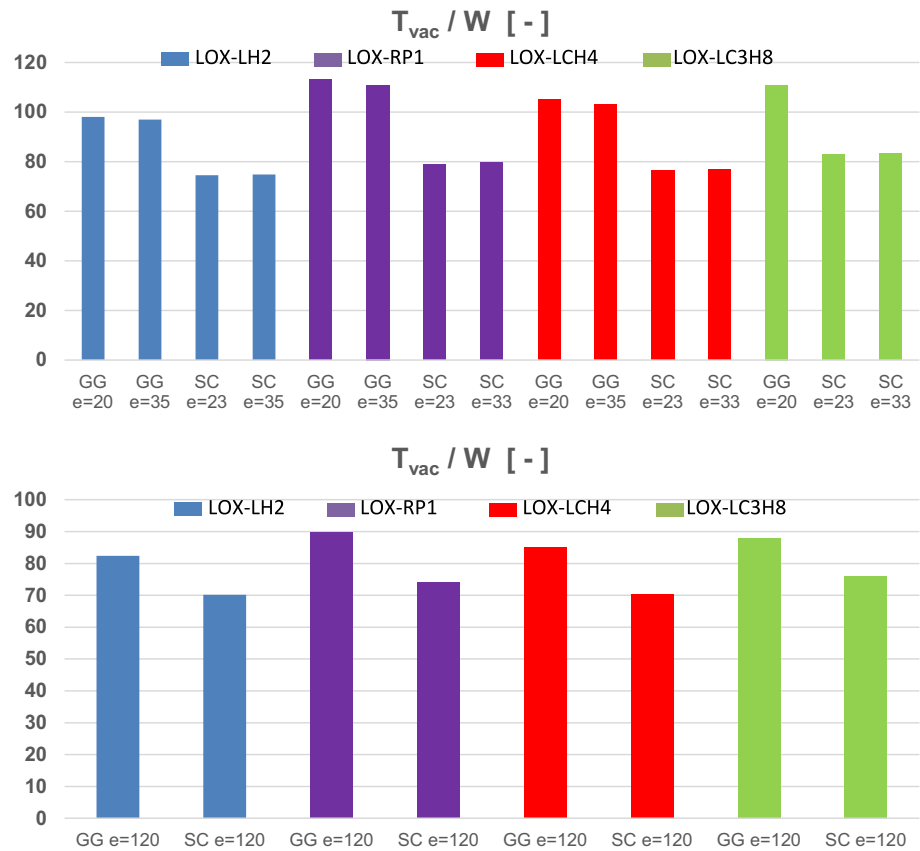 T_vac / W [ - ]
LOX-LH2 LOX-RP1 LOX-LCH4 LOX-LC3H8
120
100
80
60
40
20
0
GG GG SC SC GG GG SC SC GG GG SC SC GG SC SC
e=20 e=35 e=23 e=35 e=20 e=35 e=23 e=33 e=20 e=35 e=23 e=33 e=20 e=23 e=33
T_vac / W [ - ]
LOX-LH2 LOX-RP1 LOX-LCH4 LOX-LC3H8
100
90
80
70
60
50
40
30
20
10
0
GG e=120 SC e=120 GG e=120 SC e=120 GG e=120 SC e=120 GG e=120 SC e=120